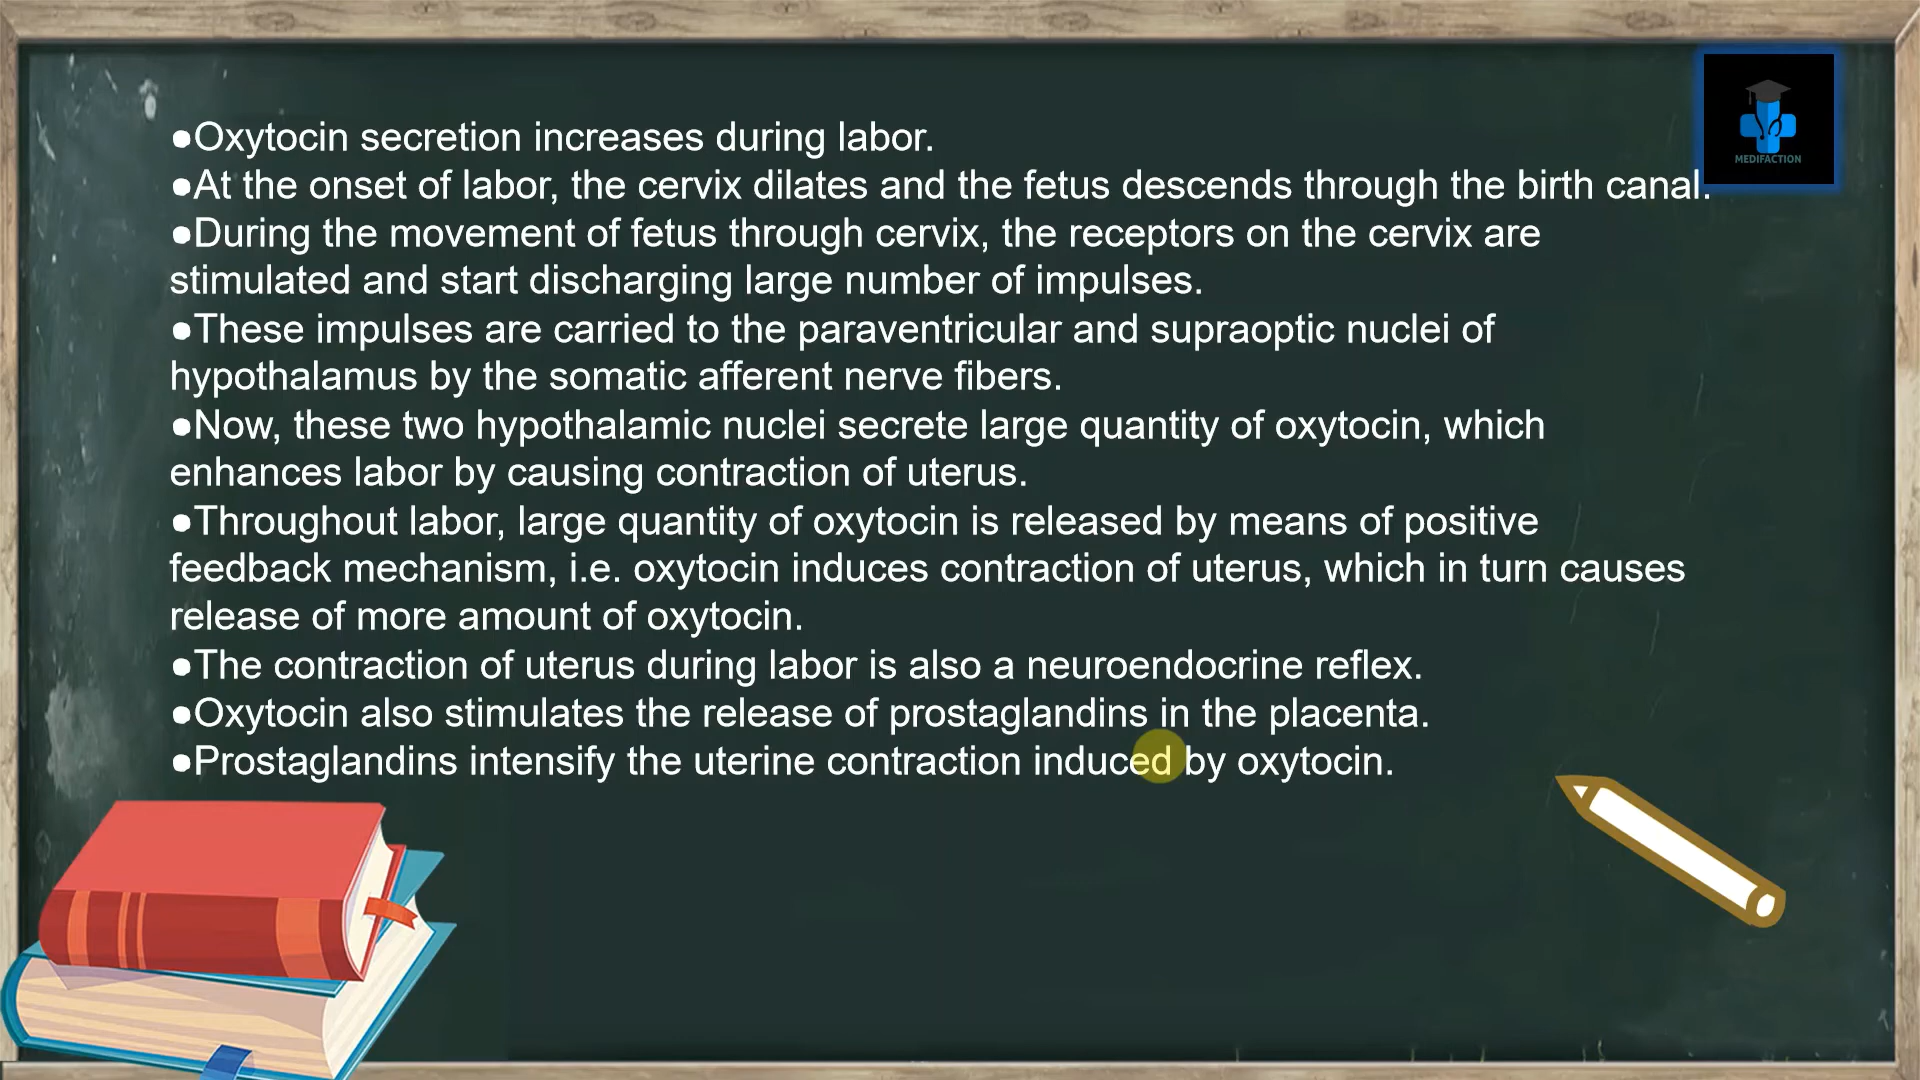 ●Oxytocin secretion increases during labor.
●At the onset of labor, the cervix dilates and the fetus descends through the birth canal.
●During the movement of fetus through cervix, the receptors on the cervix are
stimulated and start discharging large number of impulses.
●These impulses are carried to the paraventricular and supraoptic nuclei of
hypothalamus by the somatic afferent nerve fibers.
●Now, these two hypothalamic nuclei secrete large quantity of oxytocin, which
enhances labor by causing contraction of uterus.
●Throughout labor, large quantity of oxytocin is released by means of positive
feedback mechanism, i.e. oxytocin induces contraction of uterus, which in turn causes
release of more amount of oxytocin.
●The contraction of uterus during labor is also a neuroendocrine reflex.
●Oxytocin also stimulates the release of prostaglandins in the placenta.
●Prostaglandins intensify the uterine contraction induced by oxytocin.
MEDIFACTION